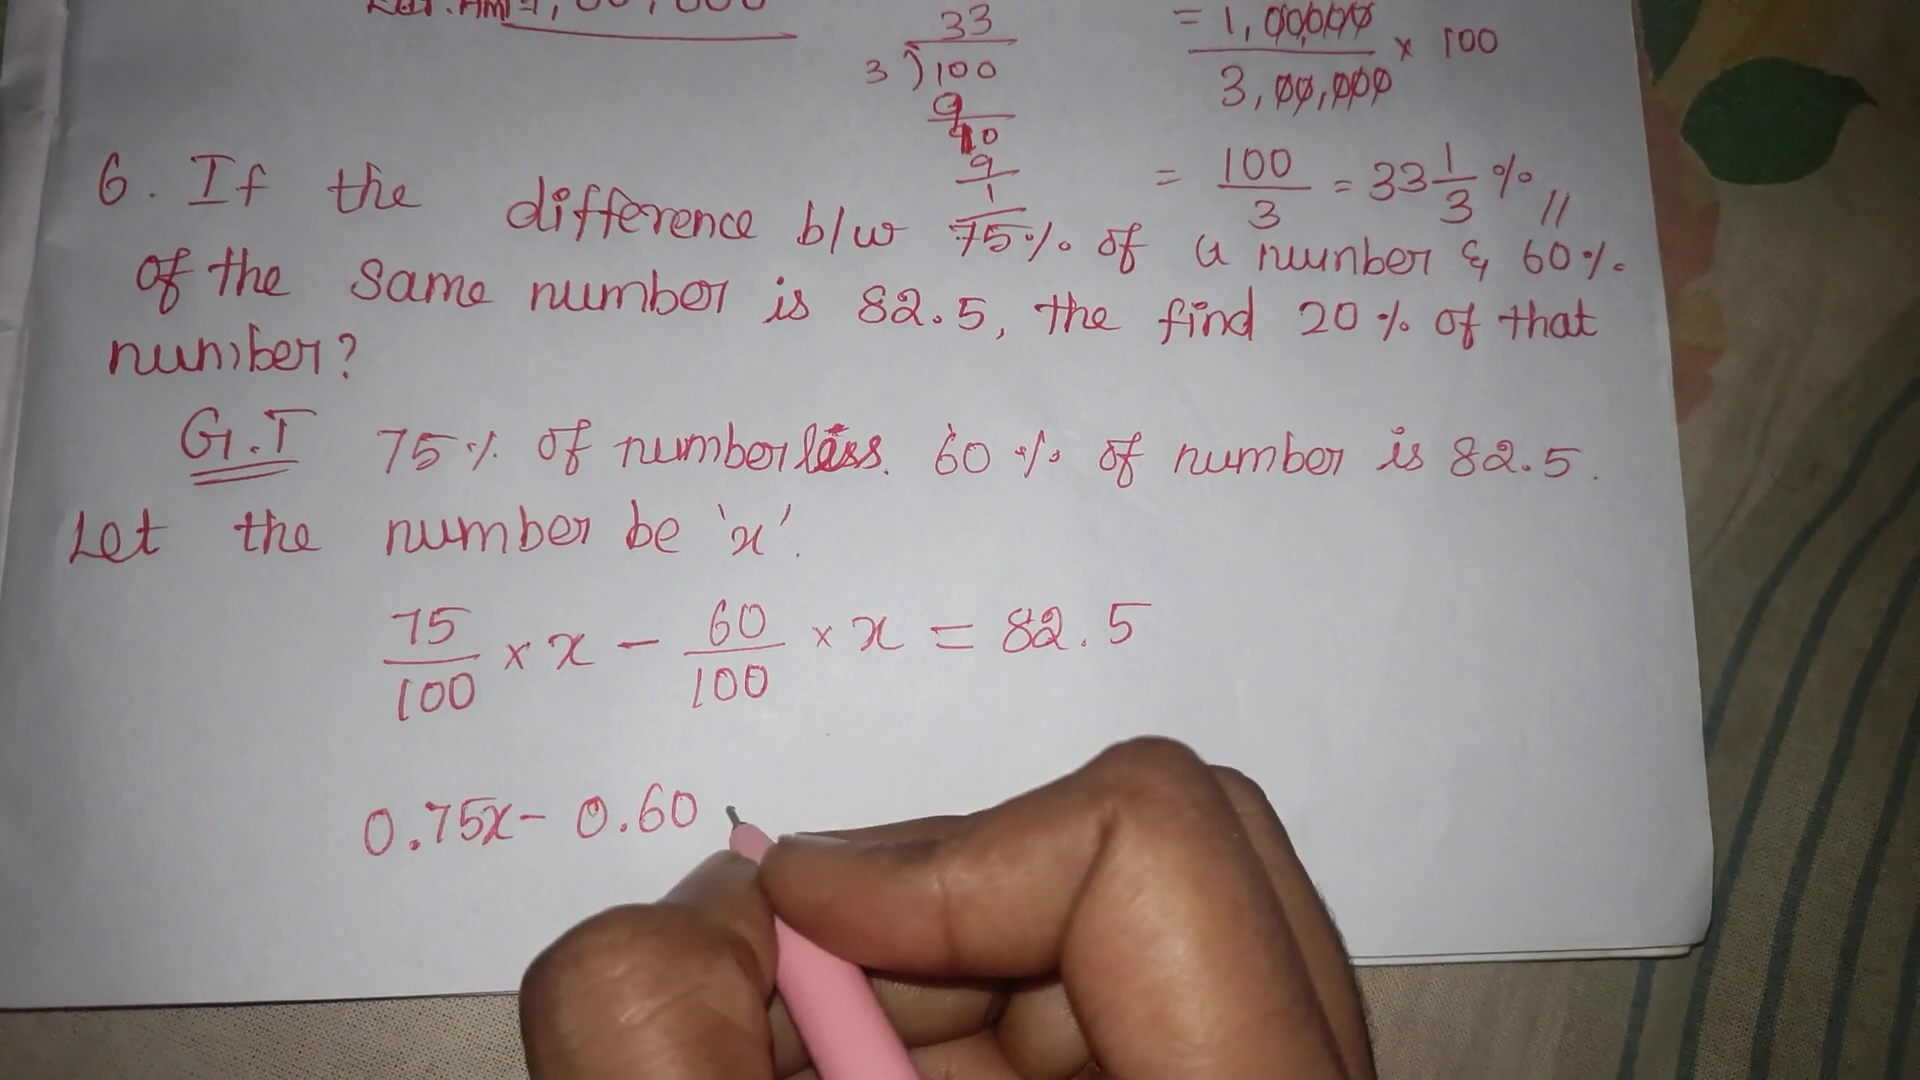 33
3)100
9
10
9
1
= 1,00,000 × 100
3,00,000
= 100/3 = 33 1/3 % //
6. If the difference b/w 75% of a number & 60%
of the same number is 82.5, the find 20% of that
number?
G.T 75% of number less 60% of number is 82.5.
Let the number be 'x'.
75/100 × x − 60/100 × x = 82.5
0.75x − 0.60